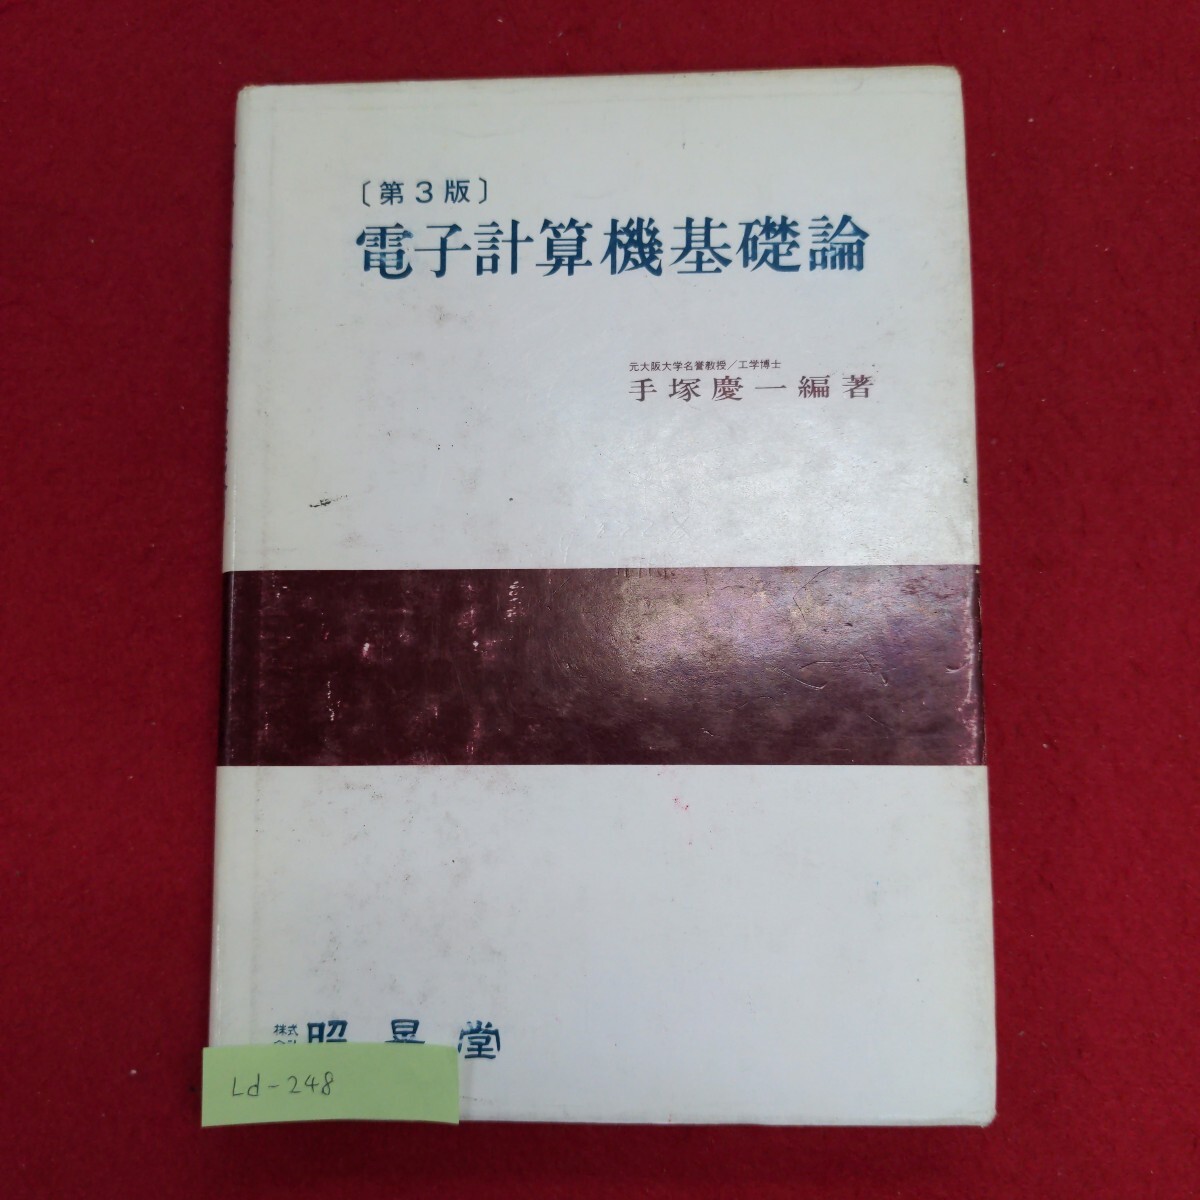 〔第3版〕
電子計算機基礎論
元大阪大学名誉教授／工学博士
手塚慶一編著
株式
昭晃堂
Ld-248